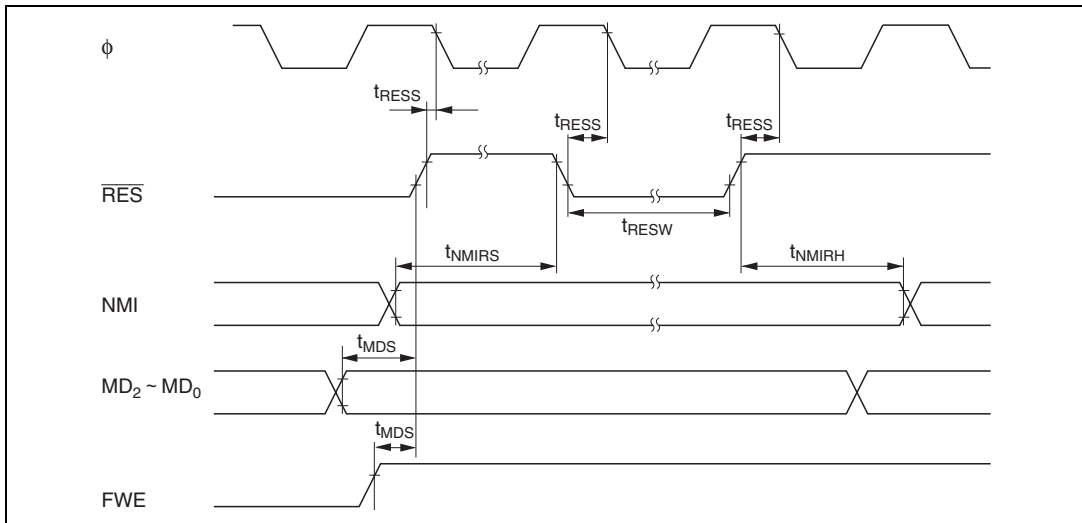 ϕ
tRESS
tRESS
tRESS
RES
tRESW
tNMIRS
tNMIRH
NMI
tMDS
MD2 ~ MD0
tMDS
FWE